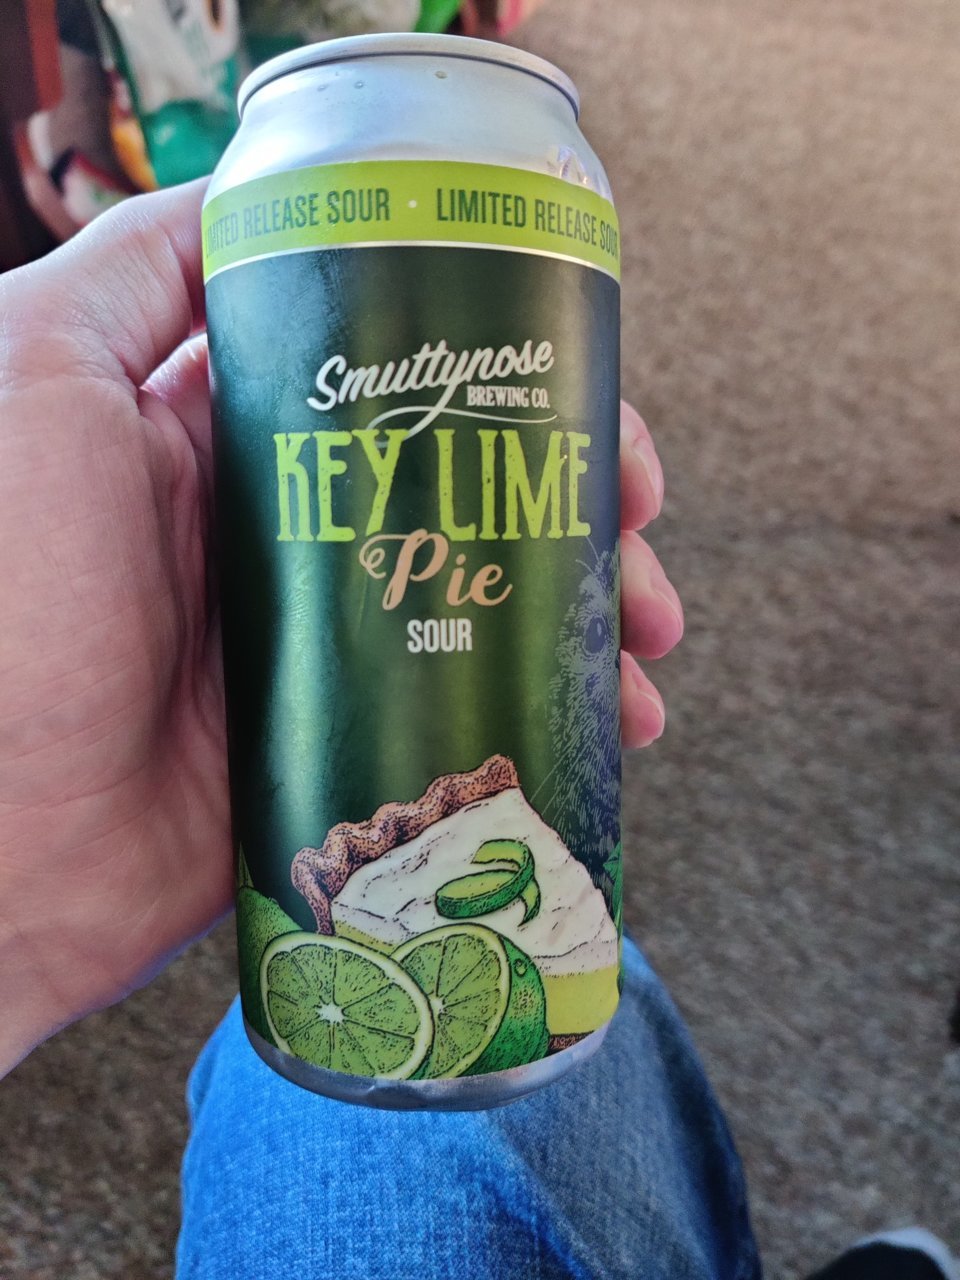 LIMITED RELEASE SOUR · LIMITED RELEASE SOUR
Smuttynose
BREWING CO.
KEY LIME
Pie
SOUR